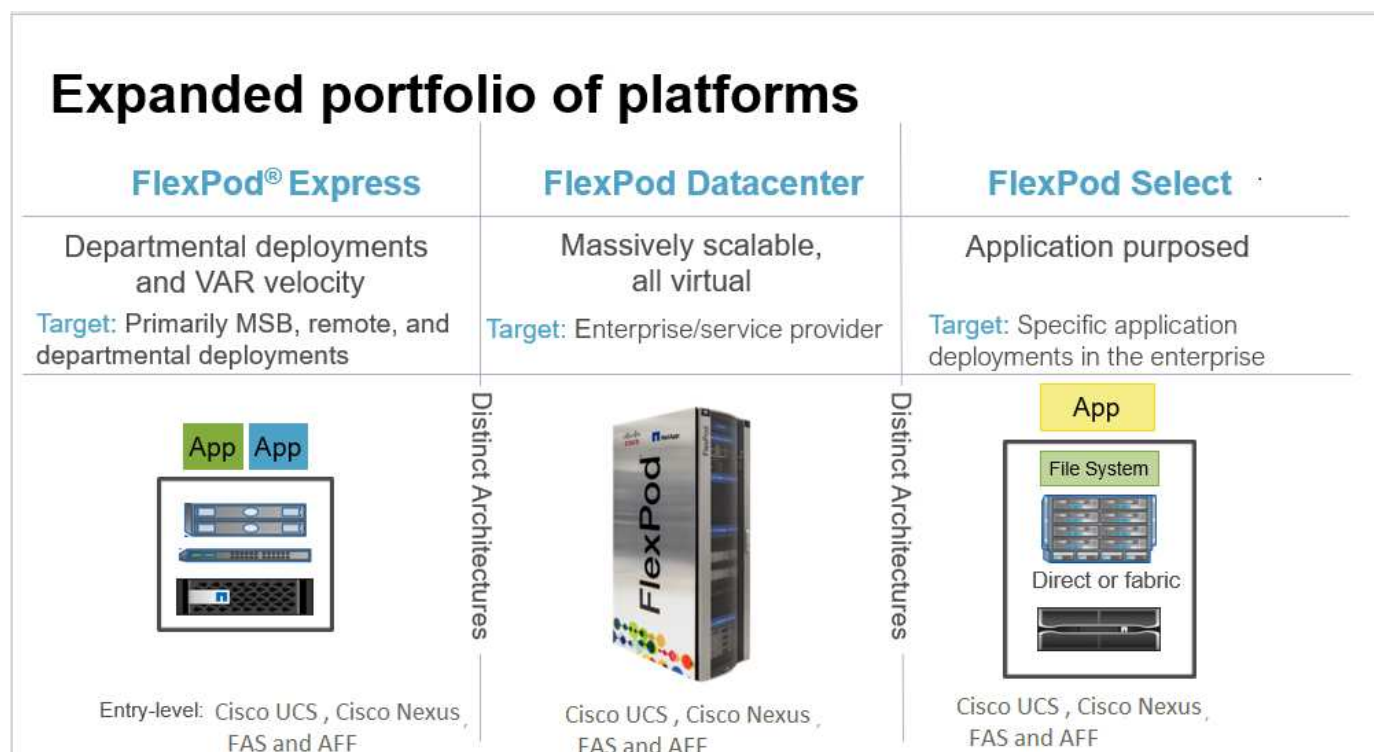 Expanded portfolio of platforms
FlexPod® Express
Departmental deployments
and VAR velocity
Target: Primarily MSB, remote, and
departmental deployments
App App
Entry-level: Cisco UCS , Cisco Nexus ,
FAS and AFF
Distinct Architectures
FlexPod Datacenter
Massively scalable,
all virtual
Target: Enterprise/service provider
CISCO NetApp
FlexPod
FlexPod
Cisco UCS , Cisco Nexus ,
FAS and AFF
Distinct Architectures
FlexPod Select .
Application purposed
Target: Specific application
deployments in the enterprise
App
File System
Direct or fabric
Cisco UCS , Cisco Nexus ,
FAS and AFF